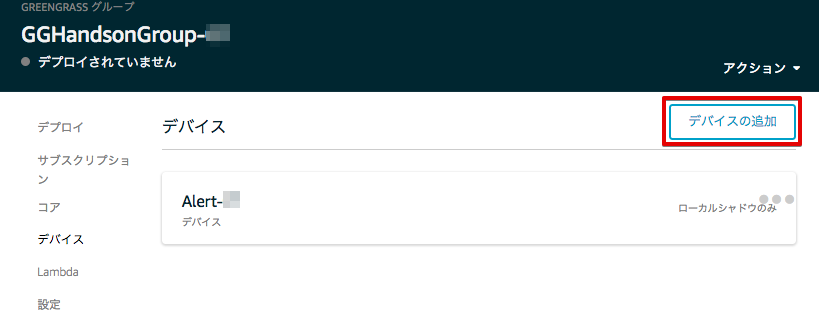 GREENGRASS グループ
GGHandsonGroup-
デプロイされていません
アクション
デプロイ
サブスクリプショ
ン
コア
デバイス
Lambda
設定
デバイス
デバイスの追加
Alert-
デバイス
ローカルシャドウのみ